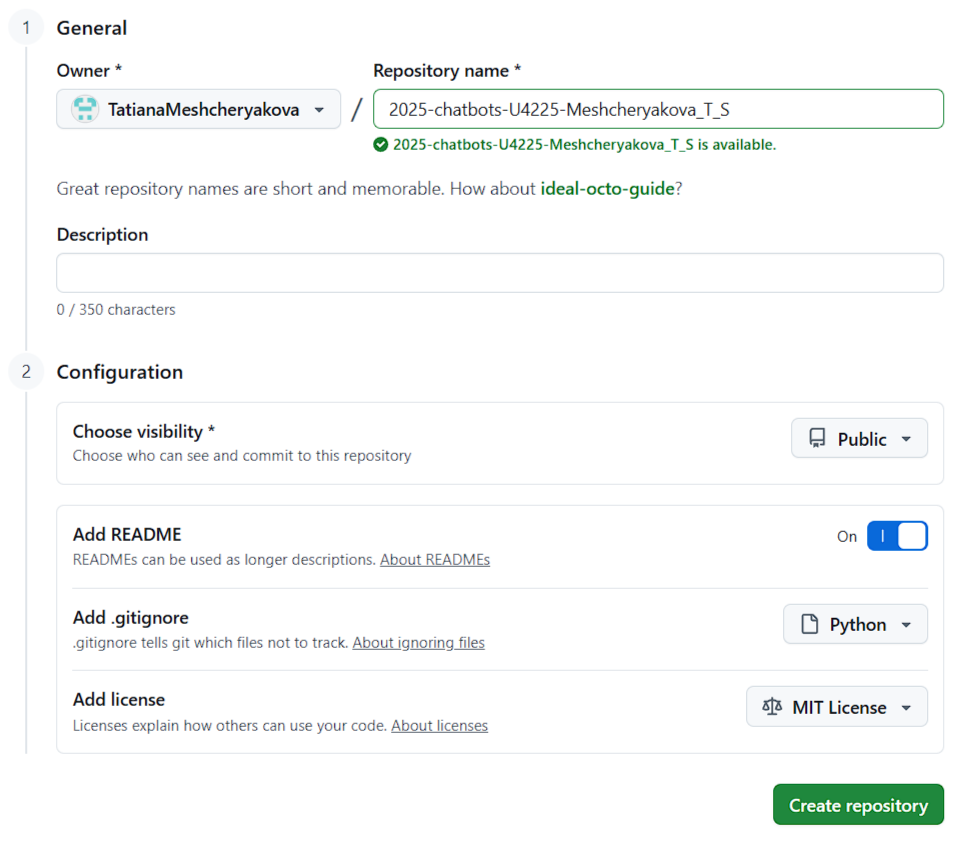 1 General
Owner * Repository name *
TatianaMeshcheryakova / 2025-chatbots-U4225-Meshcheryakova_T_S
2025-chatbots-U4225-Meshcheryakova_T_S is available.
Great repository names are short and memorable. How about ideal-octo-guide?
Description
0 / 350 characters
2 Configuration
Choose visibility *
Choose who can see and commit to this repository
Public
Add README
READMEs can be used as longer descriptions. About READMEs
On
Add .gitignore
.gitignore tells git which files not to track. About ignoring files
Python
Add license
Licenses explain how others can use your code. About licenses
MIT License
Create repository